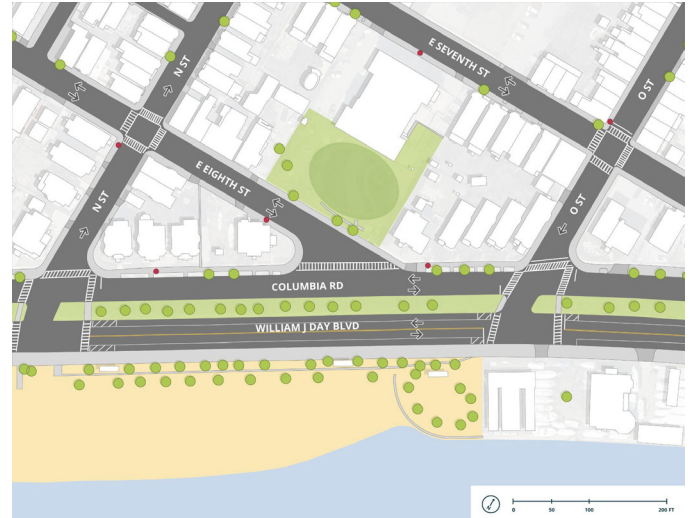 E SEVENTH ST
N ST
O ST
E EIGHTH ST
N ST
O ST
COLUMBIA RD
WILLIAM J DAY BLVD
0 50 100 200 FT